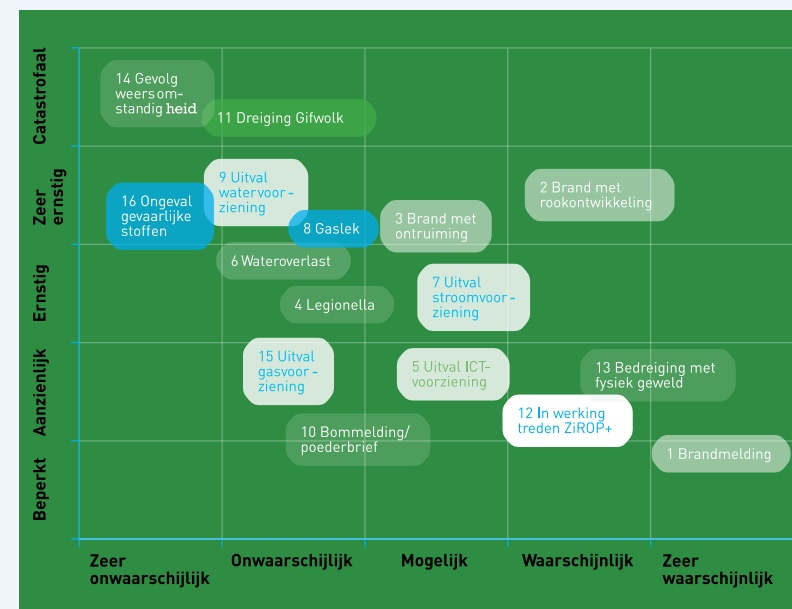 Catastrofaal
Zeer
ernstig
Ernstig
Aanzienlijk
Beperkt
14 Gevolg
weersom-
standig heid
11 Dreiging Gifwolk
9 Uitval
watervoor-
ziening
16 Ongeval
gevaarlijke
stoffen
8 Gaslek
3 Brand met
ontruiming
2 Brand met
rookontwikkeling
6 Wateroverlast
4 Legionella
7 Uitval
stroomvoor-
ziening
15 Uitval
gasvoor-
ziening
5 Uitval ICT-
voorziening
13 Bedreiging met
fysiek geweld
12 In werking
treden ZiROP+
10 Bommelding/
poederbrief
1 Brandmelding
Zeer
onwaarschijlijk
Onwaarschijlijk
Mogelijk
Waarschijnlijk
Zeer
waarschijnlijk